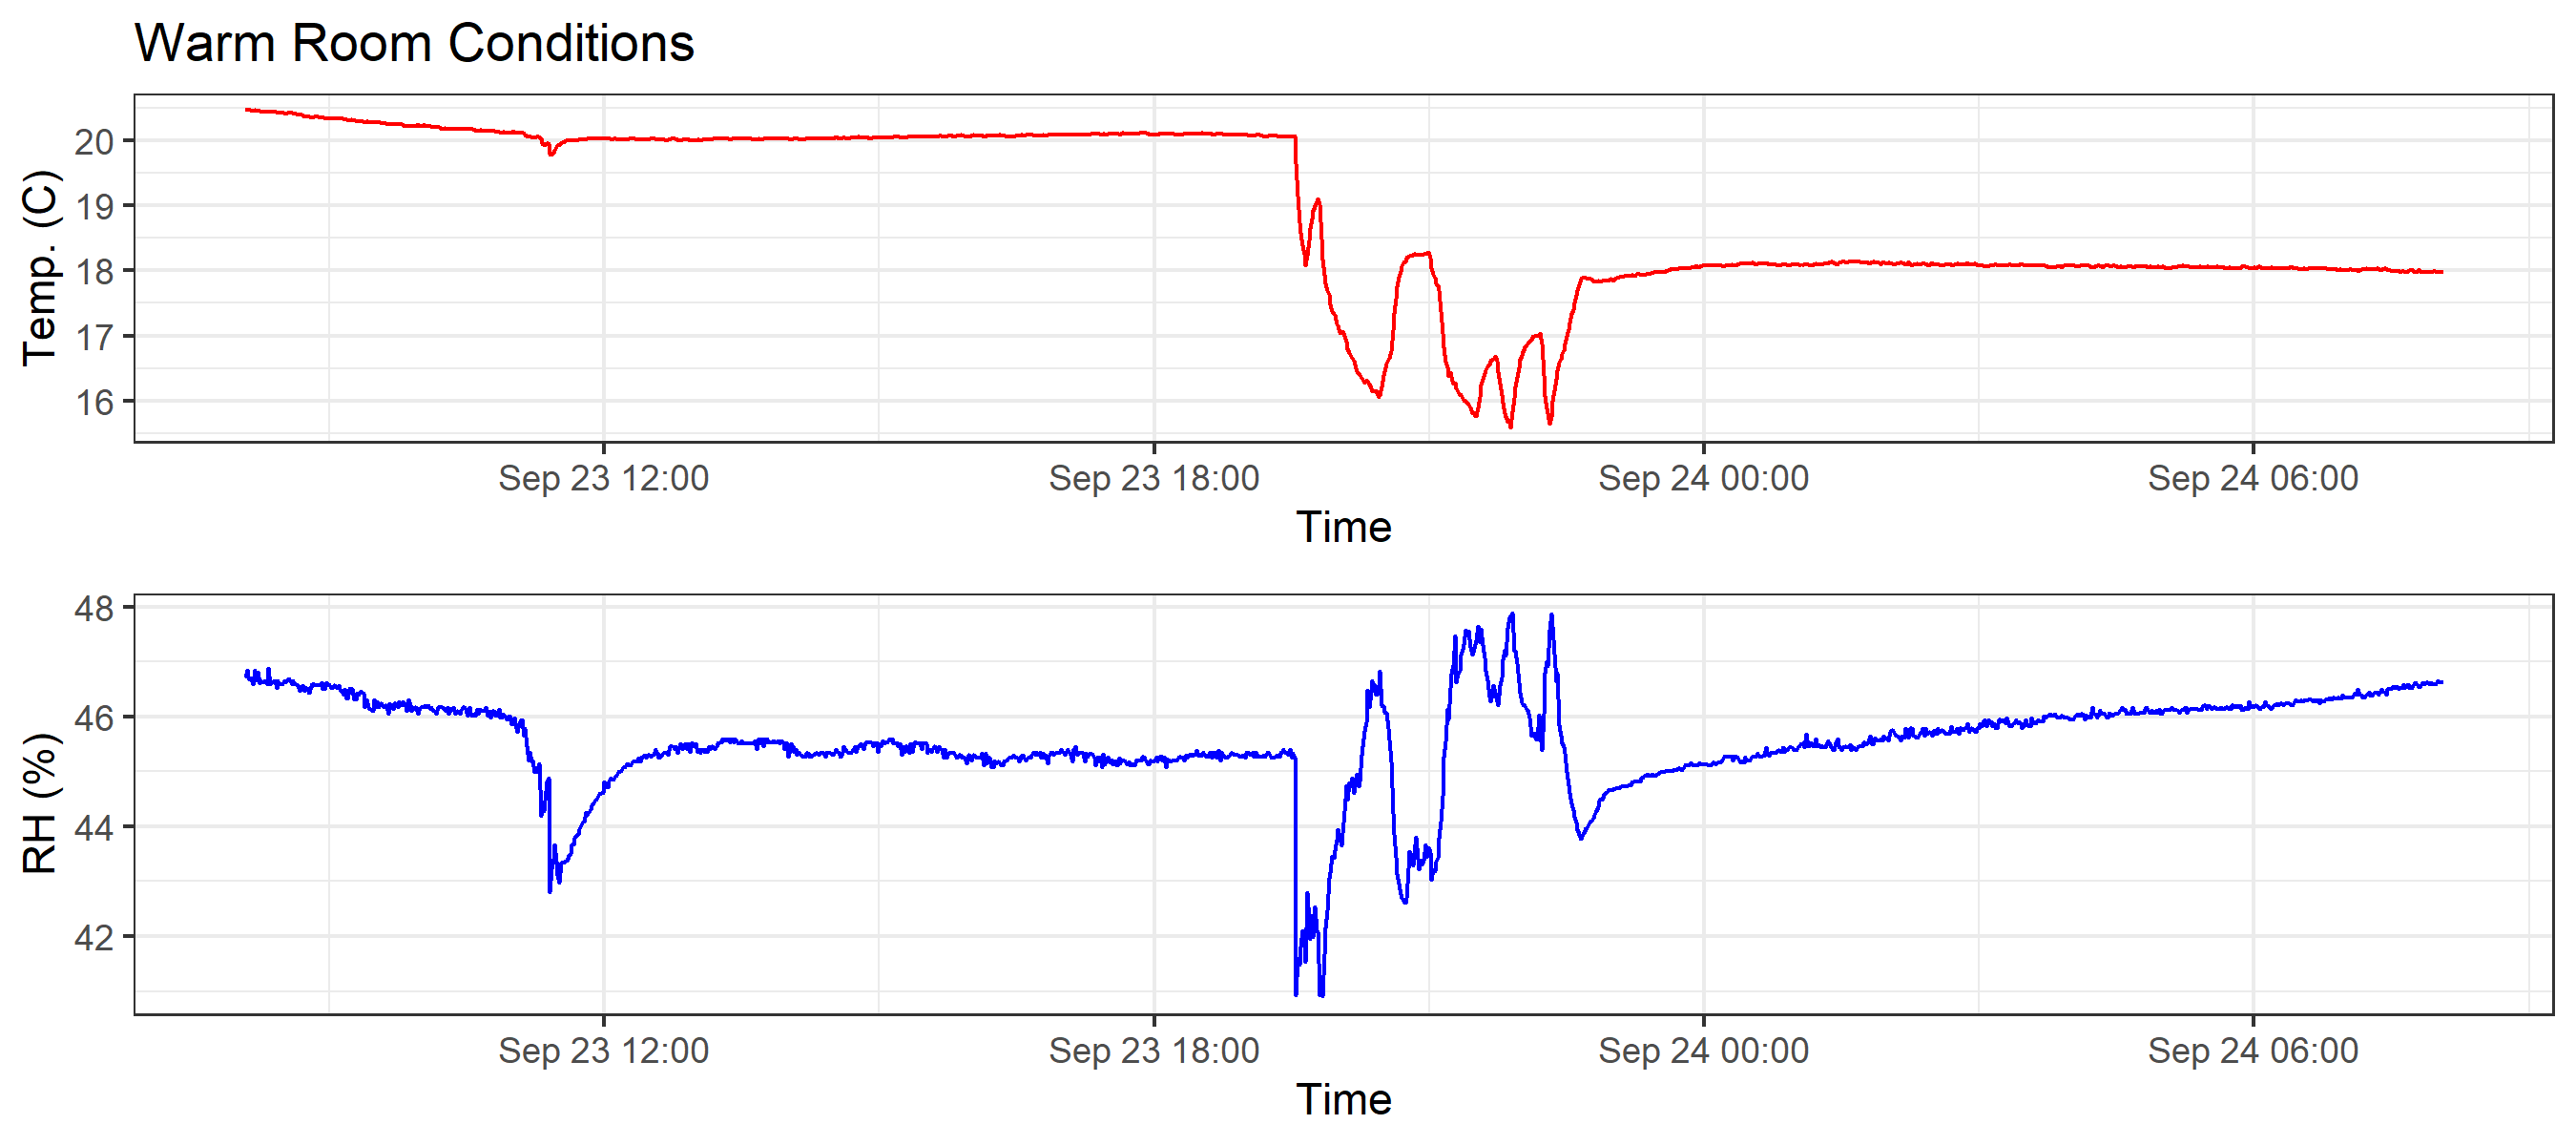 Warm Room Conditions
Temp. (C)
20
19
18
17
16
Sep 23 12:00 Sep 23 18:00 Sep 24 00:00 Sep 24 06:00
Time
RH (%)
48
46
44
42
Sep 23 12:00 Sep 23 18:00 Sep 24 00:00 Sep 24 06:00
Time